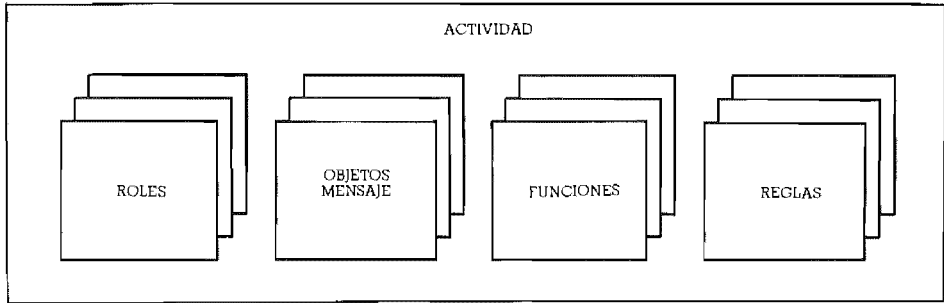 ACTIVIDAD
ROLES
OBJETOS
MENSAJE
FUNCIONES
REGLAS